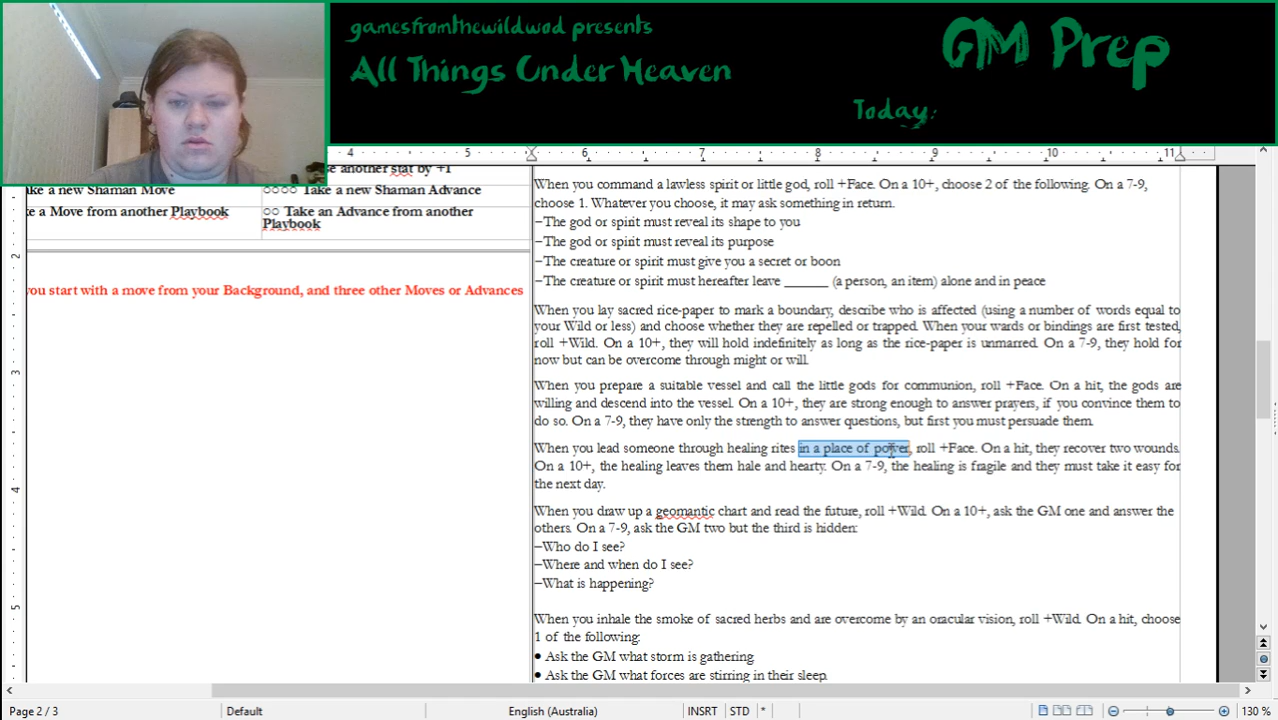 gamesfromthewildwod presents
All Things Under Heaven
GM Prep
Today:
4 5 6 7 8 9 10 11
se another stat by +1
ake a new Shaman Move
○○○○ Take a new Shaman Advance
e a Move from another Playbook
○○ Take an Advance from another
Playbook
you start with a move from your Background, and three other Moves or Advances
2
3
4
5
When you command a lawless spirit or little god, roll +Face. On a 10+, choose 2 of the following. On a 7-9,
choose 1. Whatever you choose, it may ask something in return.
–The god or spirit must reveal its shape to you
–The god or spirit must reveal its purpose
–The creature or spirit must give you a secret or boon
–The creature or spirit must hereafter leave ______ (a person, an item) alone and in peace
When you lay sacred rice-paper to mark a boundary, describe who is affected (using a number of words equal to
your Wild or less) and choose whether they are repelled or trapped. When your wards or bindings are first tested,
roll +Wild. On a 10+, they will hold indefinitely as long as the rice-paper is unmarred. On a 7-9, they hold for
now but can be overcome through might or will.
When you prepare a suitable vessel and call the little gods for communion, roll +Face. On a hit, the gods are
willing and descend into the vessel. On a 10+, they are strong enough to answer prayers, if you convince them to
do so. On a 7-9, they have only the strength to answer questions, but first you must persuade them.
When you lead someone through healing rites in a place of power, roll +Face. On a hit, they recover two wounds.
On a 10+, the healing leaves them hale and hearty. On a 7-9, the healing is fragile and they must take it easy for
the next day.
When you draw up a geomantic chart and read the future, roll +Wild. On a 10+, ask the GM one and answer the
others. On a 7-9, ask the GM two but the third is hidden:
–Who do I see?
–Where and when do I see?
–What is happening?
When you inhale the smoke of sacred herbs and are overcome by an oracular vision, roll +Wild. On a hit, choose
1 of the following:
● Ask the GM what storm is gathering
● Ask the GM what forces are stirring in their sleep.
Page 2 / 3 Default English (Australia) INSRT STD * 130 %